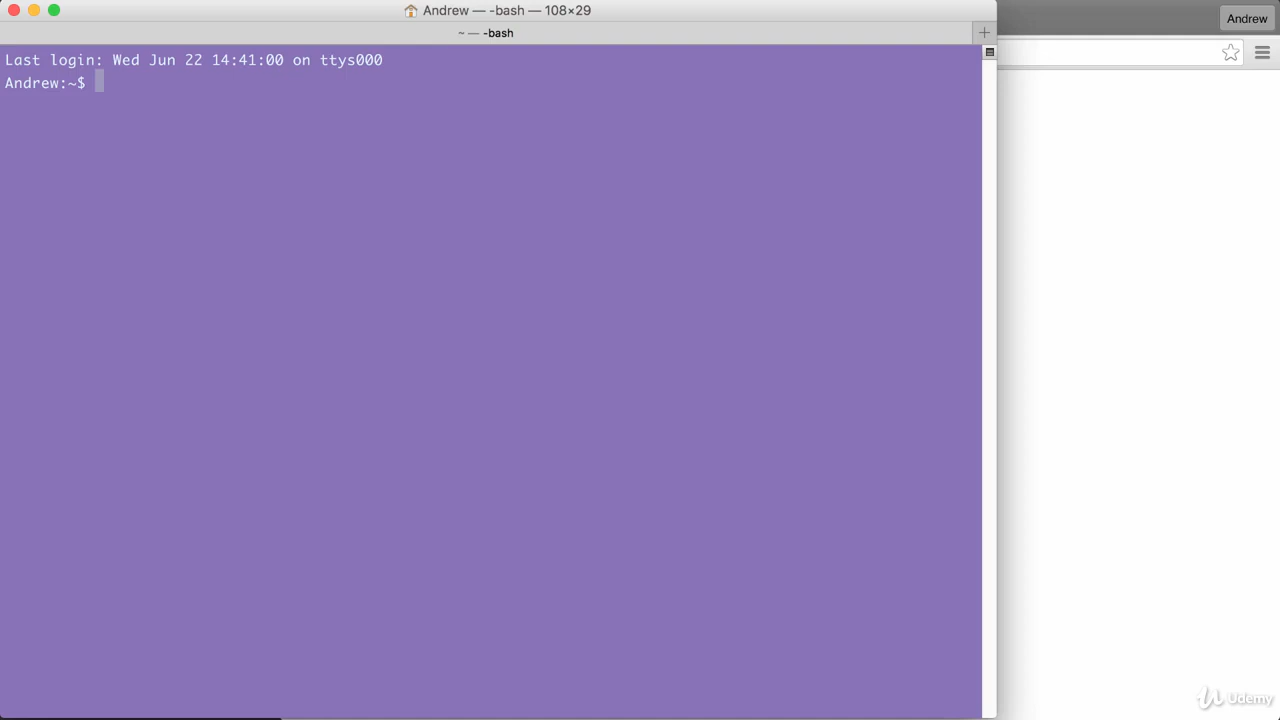 Andrew — -bash — 108×29
Andrew
~ — -bash
Last login: Wed Jun 22 14:41:00 on ttys000
Andrew:~$
Udemy